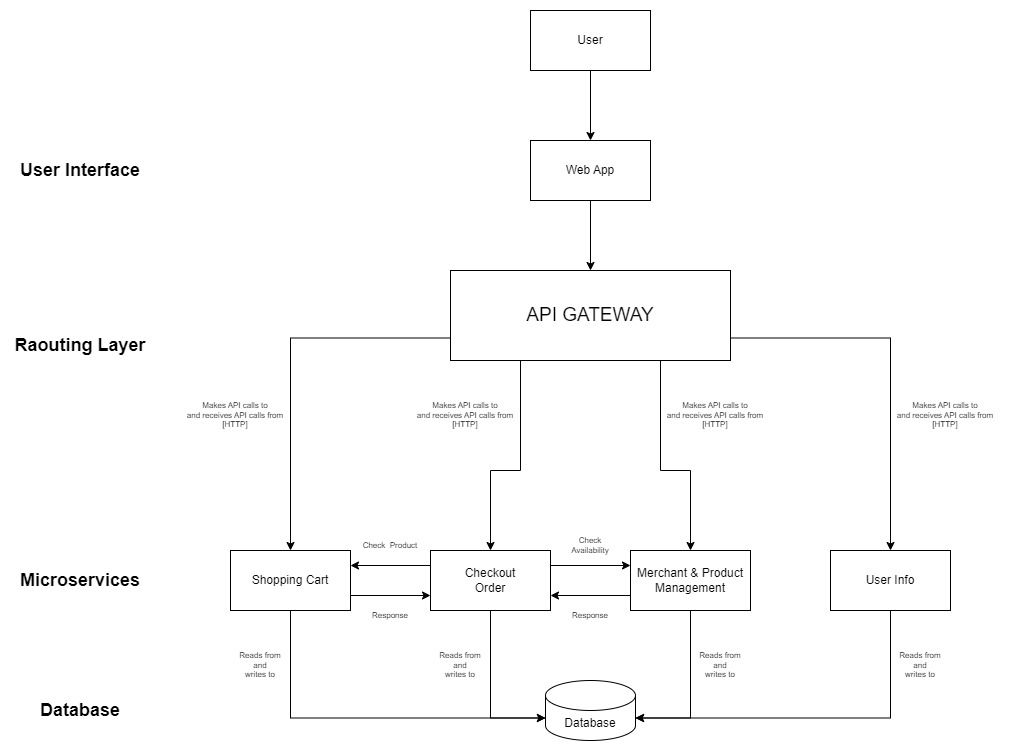 User
User Interface
Web App
API GATEWAY
Raouting Layer
Makes API calls to
and receives API calls from
[HTTP]
Makes API calls to
and receives API calls from
[HTTP]
Makes API calls to
and receives API calls from
[HTTP]
Makes API calls to
and receives API calls from
[HTTP]
Check Product
Check
Availability
Microservices
Shopping Cart
Checkout
Order
Merchant & Product
Management
User Info
Response
Response
Reads from
and
writes to
Reads from
and
writes to
Reads from
and
writes to
Reads from
and
writes to
Database
Database